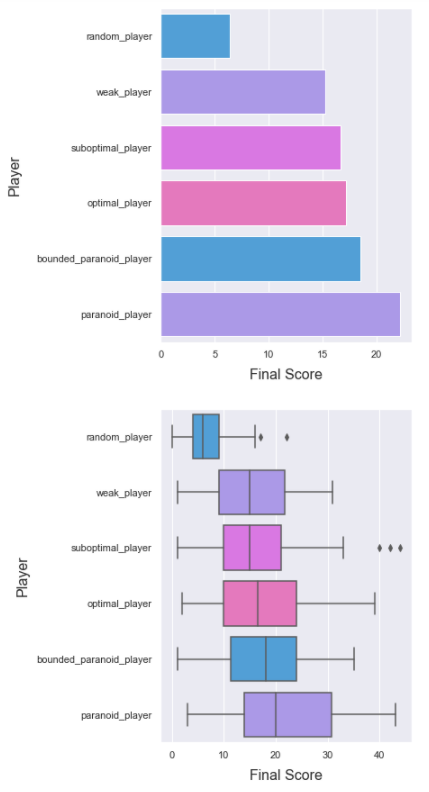 random_player
weak_player
suboptimal_player
optimal_player
bounded_paranoid_player
paranoid_player
Player
0 5 10 15 20
Final Score
random_player
weak_player
suboptimal_player
optimal_player
bounded_paranoid_player
paranoid_player
Player
0 10 20 30 40
Final Score